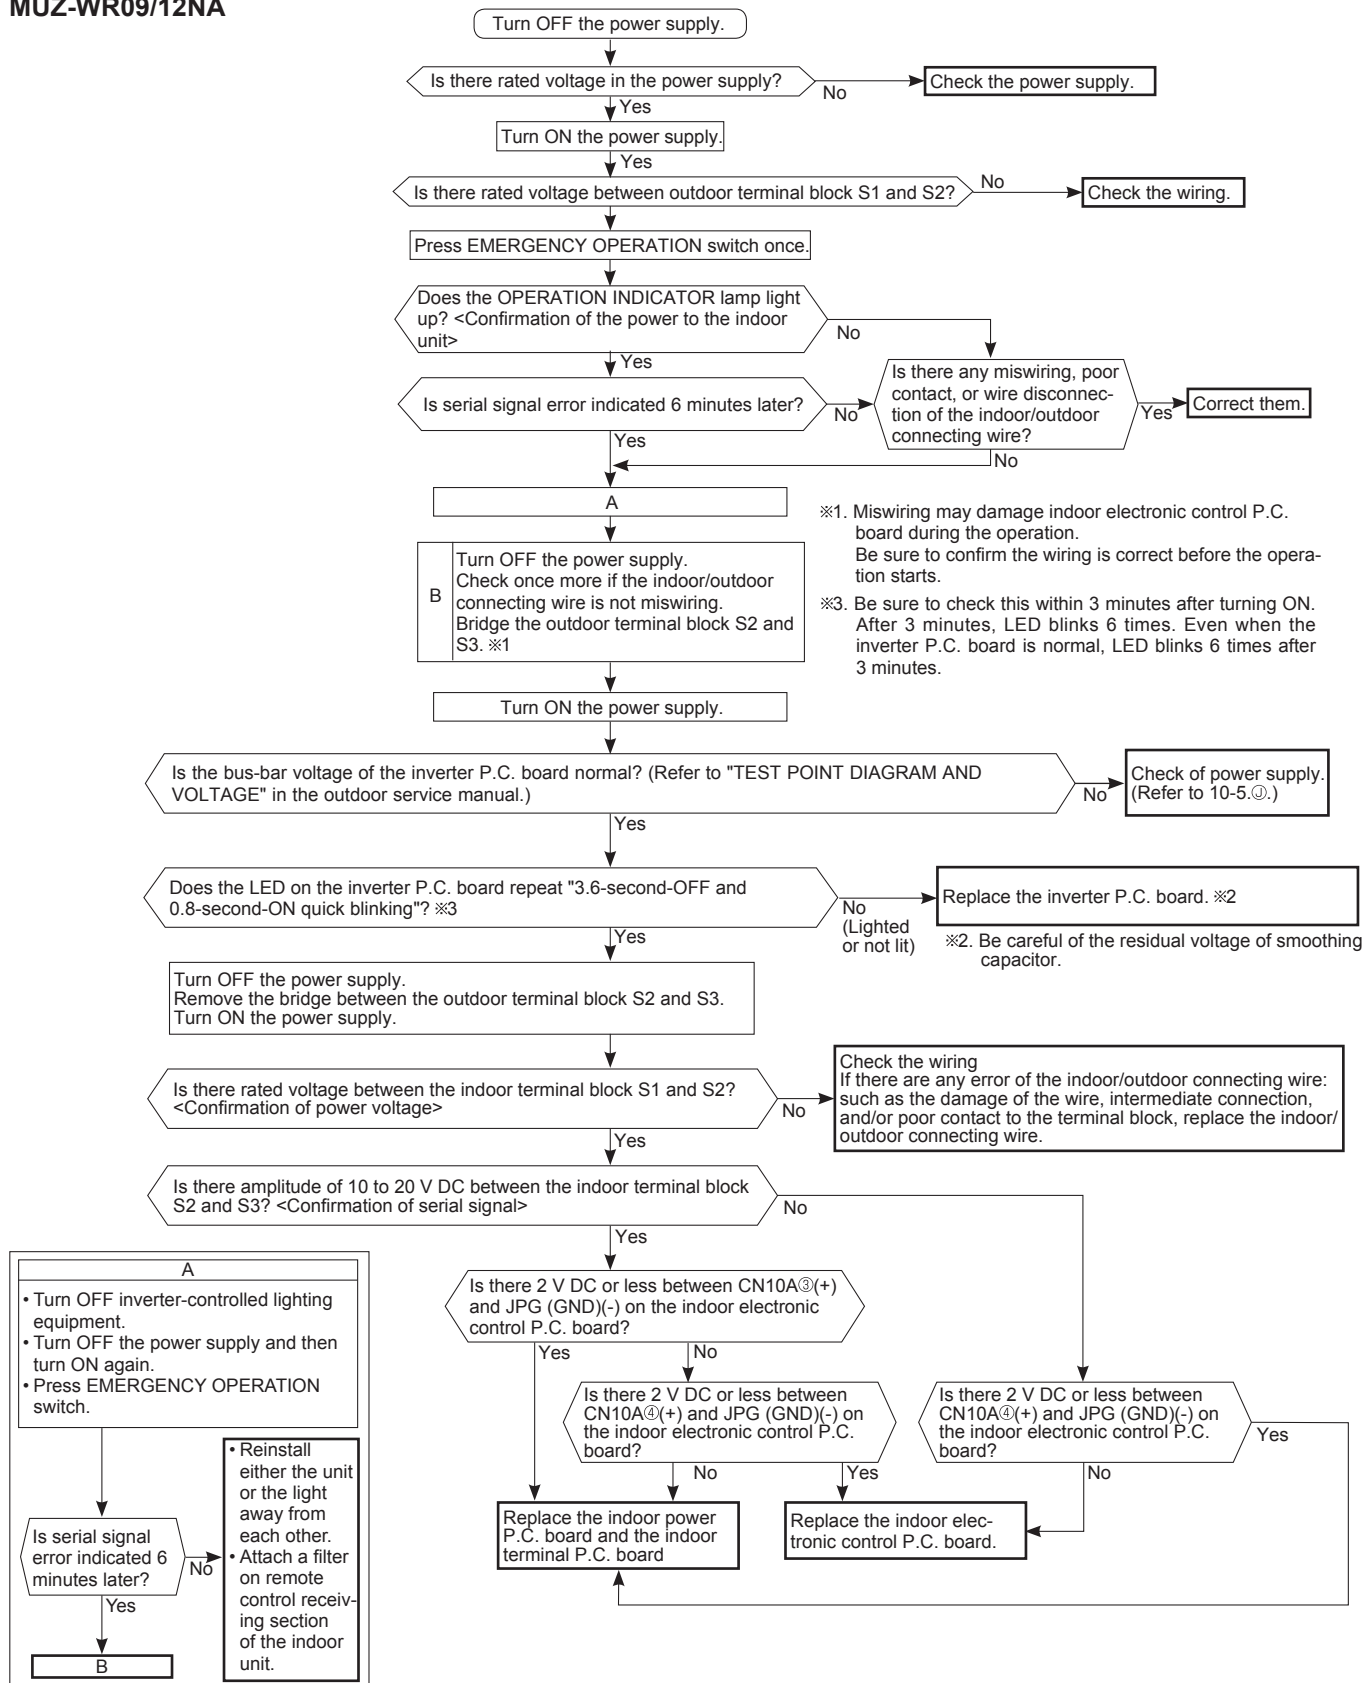 MUZ-WR09/12NA
Turn OFF the power supply.
Is there rated voltage in the power supply?
No
Check the power supply.
Yes
Turn ON the power supply.
Yes
Is there rated voltage between outdoor terminal block S1 and S2?
No
Check the wiring.
Press EMERGENCY OPERATION switch once.
Does the OPERATION INDICATOR lamp light
up? <Confirmation of the power to the indoor
unit>
No
Yes
Is serial signal error indicated 6 minutes later?
No
Is there any miswiring, poor
contact, or wire disconnec-
tion of the indoor/outdoor
connecting wire?
Yes
Correct them.
Yes
No
A
※1. Miswiring may damage indoor electronic control P.C.
board during the operation.
Be sure to confirm the wiring is correct before the opera-
tion starts.
※3. Be sure to check this within 3 minutes after turning ON.
After 3 minutes, LED blinks 6 times. Even when the
inverter P.C. board is normal, LED blinks 6 times after
3 minutes.
B
Turn OFF the power supply.
Check once more if the indoor/outdoor
connecting wire is not miswiring.
Bridge the outdoor terminal block S2 and
S3. ※1
Turn ON the power supply.
Is the bus-bar voltage of the inverter P.C. board normal? (Refer to "TEST POINT DIAGRAM AND
VOLTAGE" in the outdoor service manual.)
No
Check of power supply.
(Refer to 10-5.Ⓙ.)
Yes
Does the LED on the inverter P.C. board repeat "3.6-second-OFF and
0.8-second-ON quick blinking"? ※3
No
(Lighted
or not lit)
Replace the inverter P.C. board. ※2
※2. Be careful of the residual voltage of smoothing
capacitor.
Yes
Turn OFF the power supply.
Remove the bridge between the outdoor terminal block S2 and S3.
Turn ON the power supply.
Is there rated voltage between the indoor terminal block S1 and S2?
<Confirmation of power voltage>
No
Check the wiring
If there are any error of the indoor/outdoor connecting wire:
such as the damage of the wire, intermediate connection,
and/or poor contact to the terminal block, replace the indoor/
outdoor connecting wire.
Yes
Is there amplitude of 10 to 20 V DC between the indoor terminal block
S2 and S3? <Confirmation of serial signal>
No
Yes
Is there 2 V DC or less between CN10A③(+)
and JPG (GND)(-) on the indoor electronic
control P.C. board?
Yes
No
Is there 2 V DC or less between
CN10A④(+) and JPG (GND)(-) on
the indoor electronic control P.C.
board?
No
Yes
Is there 2 V DC or less between
CN10A④(+) and JPG (GND)(-) on
the indoor electronic control P.C.
board?
Yes
No
Replace the indoor power
P.C. board and the indoor
terminal P.C. board
Replace the indoor elec-
tronic control P.C. board.
A
• Turn OFF inverter-controlled lighting
equipment.
• Turn OFF the power supply and then
turn ON again.
• Press EMERGENCY OPERATION
switch.
Is serial signal
error indicated 6
minutes later?
No
• Reinstall
either the unit
or the light
away from
each other.
• Attach a filter
on remote
control receiv-
ing section
of the indoor
unit.
Yes
B